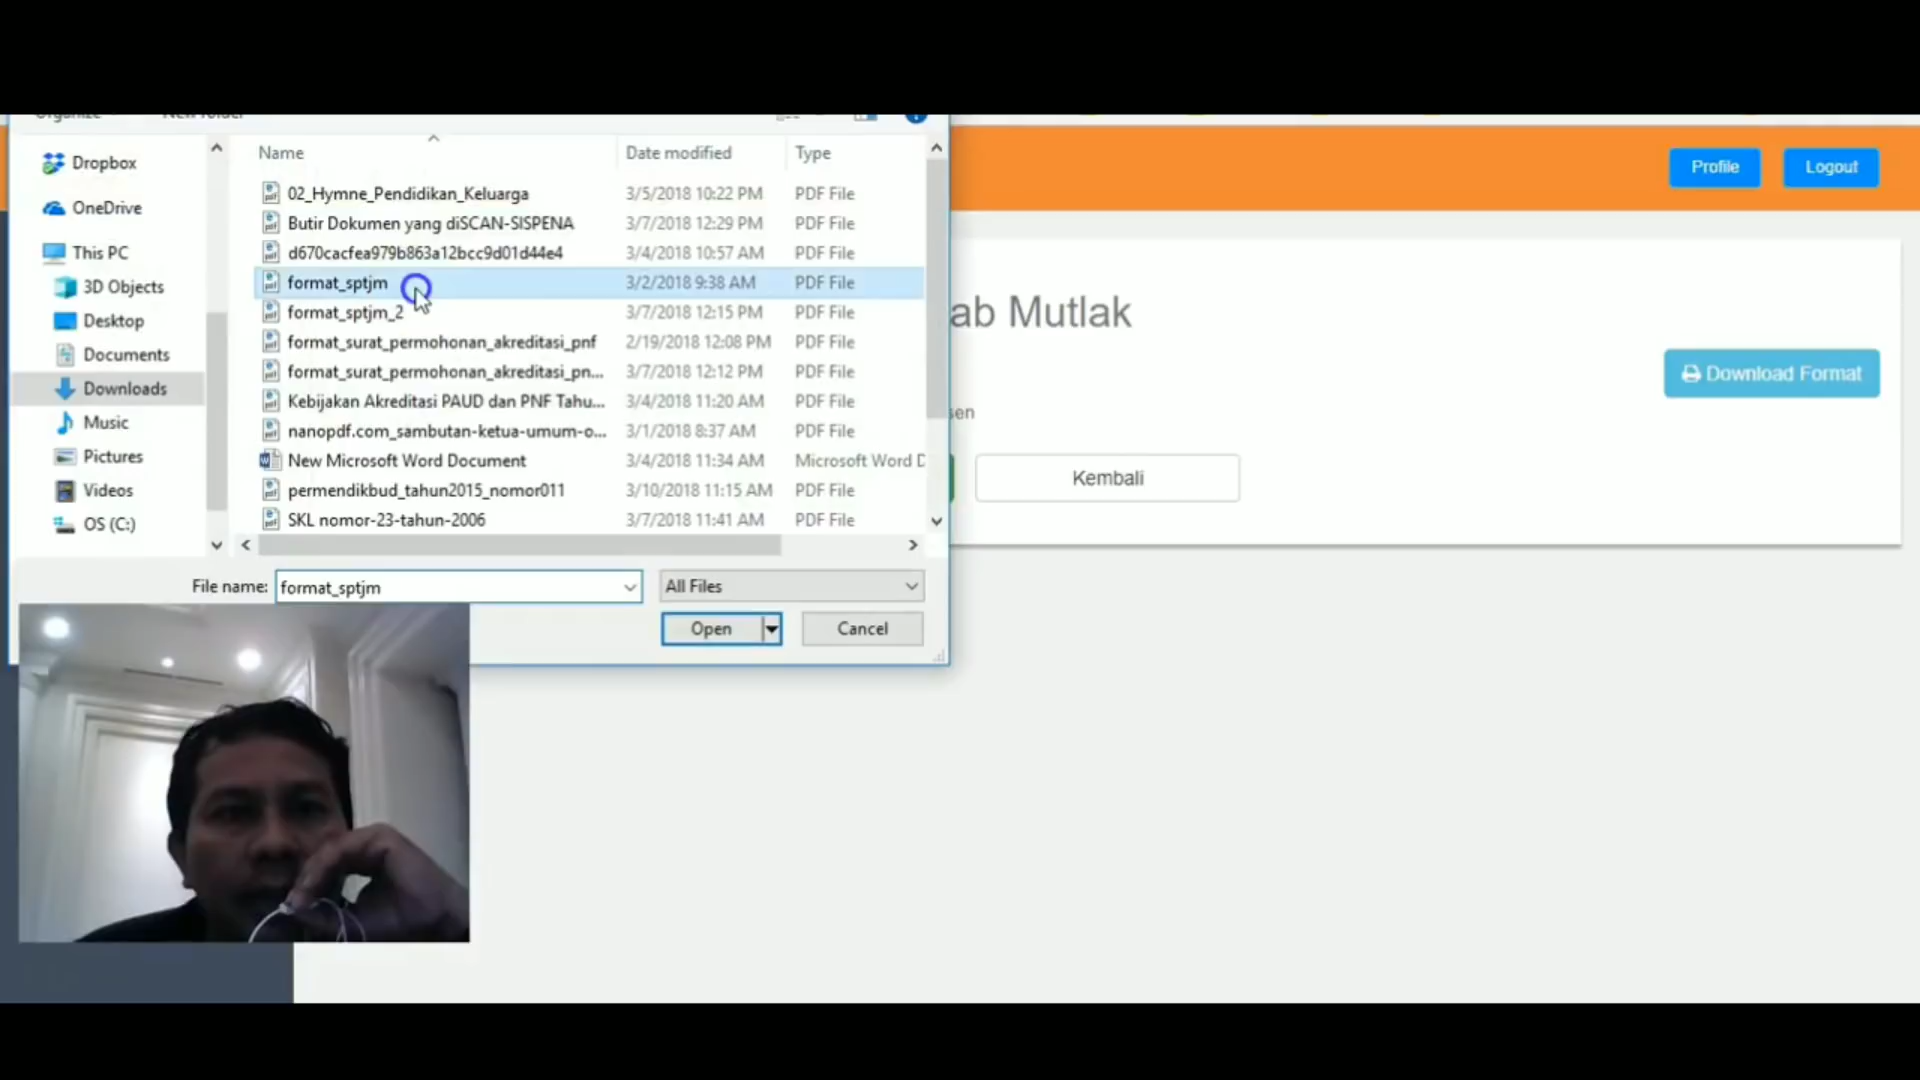 Organize New folder
Name Date modified Type
Dropbox
OneDrive
This PC
3D Objects
Desktop
Documents
Downloads
Music
Pictures
Videos
OS (C:)
02_Hymne_Pendidikan_Keluarga 3/5/2018 10:22 PM PDF File
Butir Dokumen yang diSCAN-SISPENA 3/7/2018 12:29 PM PDF File
d670cacfea979b863a12bcc9d01d44e4 3/4/2018 10:57 AM PDF File
format_sptjm 3/2/2018 9:38 AM PDF File
format_sptjm_2 3/7/2018 12:15 PM PDF File
format_surat_permohonan_akreditasi_pnf 2/19/2018 12:08 PM PDF File
format_surat_permohonan_akreditasi_pn... 3/7/2018 12:12 PM PDF File
Kebijakan Akreditasi PAUD dan PNF Tahu... 3/4/2018 11:20 AM PDF File
nanopdf.com_sambutan-ketua-umum-o... 3/1/2018 8:37 AM PDF File
New Microsoft Word Document 3/4/2018 11:34 AM Microsoft Word D
permendikbud_tahun2015_nomor011 3/10/2018 11:15 AM PDF File
SKL nomor-23-tahun-2006 3/7/2018 11:41 AM PDF File
File name: format_sptjm All Files
Open Cancel
Profile Logout
ab Mutlak
Download Format
sen
Kembali